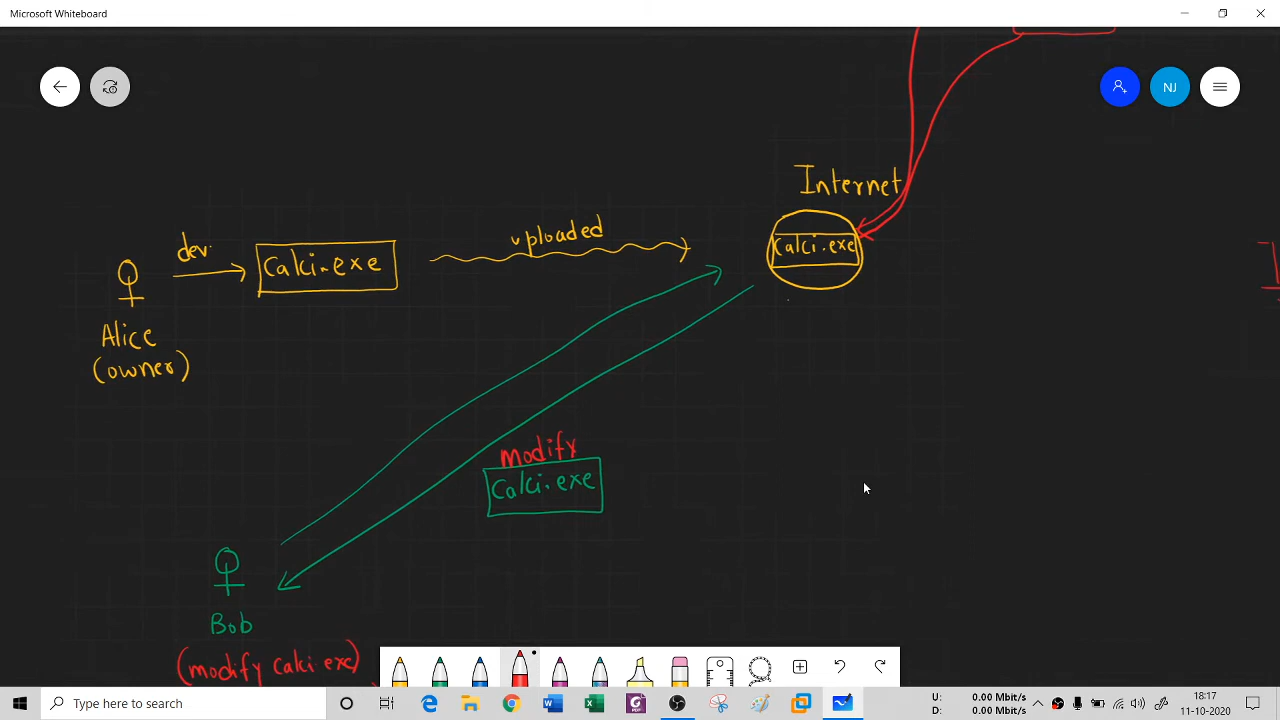 Microsoft Whiteboard
NJ
Internet
dev
calci.exe
uploaded
calci.exe
Alice
(owner)
modify
calci.exe
Bob
(modify calci.exe)
Type here to search
U: 0.00 Mbit/s
D: 0.00 Mbit/s
18:17
11-10-2020